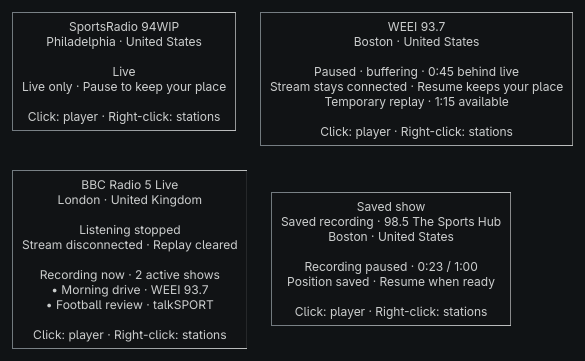 SportsRadio 94WIP
Philadelphia · United States
Live
Live only · Pause to keep your place
Click: player · Right-click: stations
WEEI 93.7
Boston · United States
Paused · buffering · 0:45 behind live
Stream stays connected · Resume keeps your place
Temporary replay · 1:15 available
Click: player · Right-click: stations
BBC Radio 5 Live
London · United Kingdom
Listening stopped
Stream disconnected · Replay cleared
Recording now · 2 active shows
• Morning drive · WEEI 93.7
• Football review · talkSPORT
Click: player · Right-click: stations
Saved show
Saved recording · 98.5 The Sports Hub
Boston · United States
Recording paused · 0:23 / 1:00
Position saved · Resume when ready
Click: player · Right-click: stations